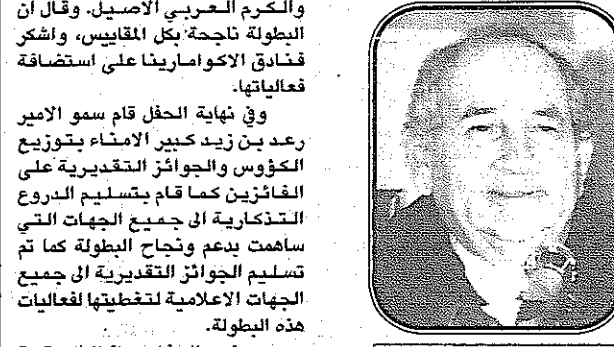 والكرم العربي الاصيل. وقال ان
البطولة ناجحة بكل المقاييس، واشكر
فنادق الاكوامارينا على استضافة
فعالياتها.
وفي نهاية الحفل قام سمو الامير
رعد بن زيد كبير الامناء بتوزيع
الكؤوس والجوائز التقديرية على
الفائزين كما قام بتسليم الدروع
التذكارية الى جميع الجهات التي
ساهمت بدعم ونجاح البطولة كما تم
تسليم الجوائز التقديرية الى جميع
الجهات الاعلامية لتغطيتها لفعاليات
هذه البطولة.